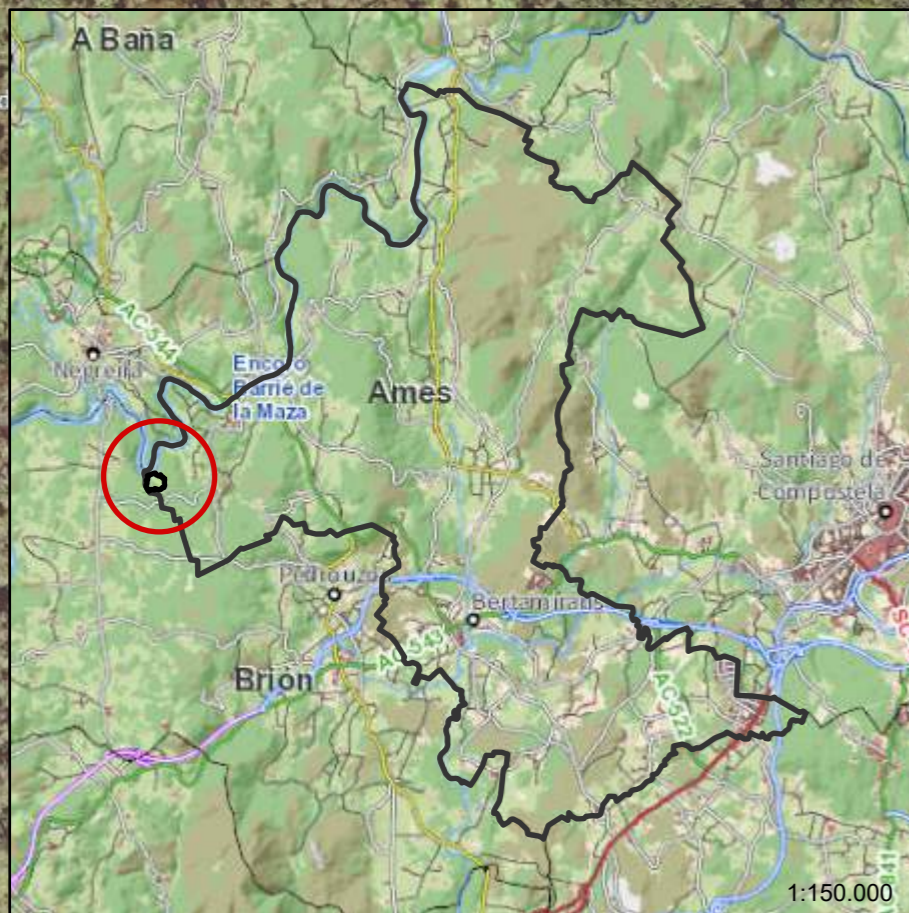 A Baña
AC-544
Negreira
Encoro
Barrié de
la Maza
Ames
Santiago de
Compostela
Pedrouzo
Bertamiráns
AC-543
Brión
AC-522
1:150.000